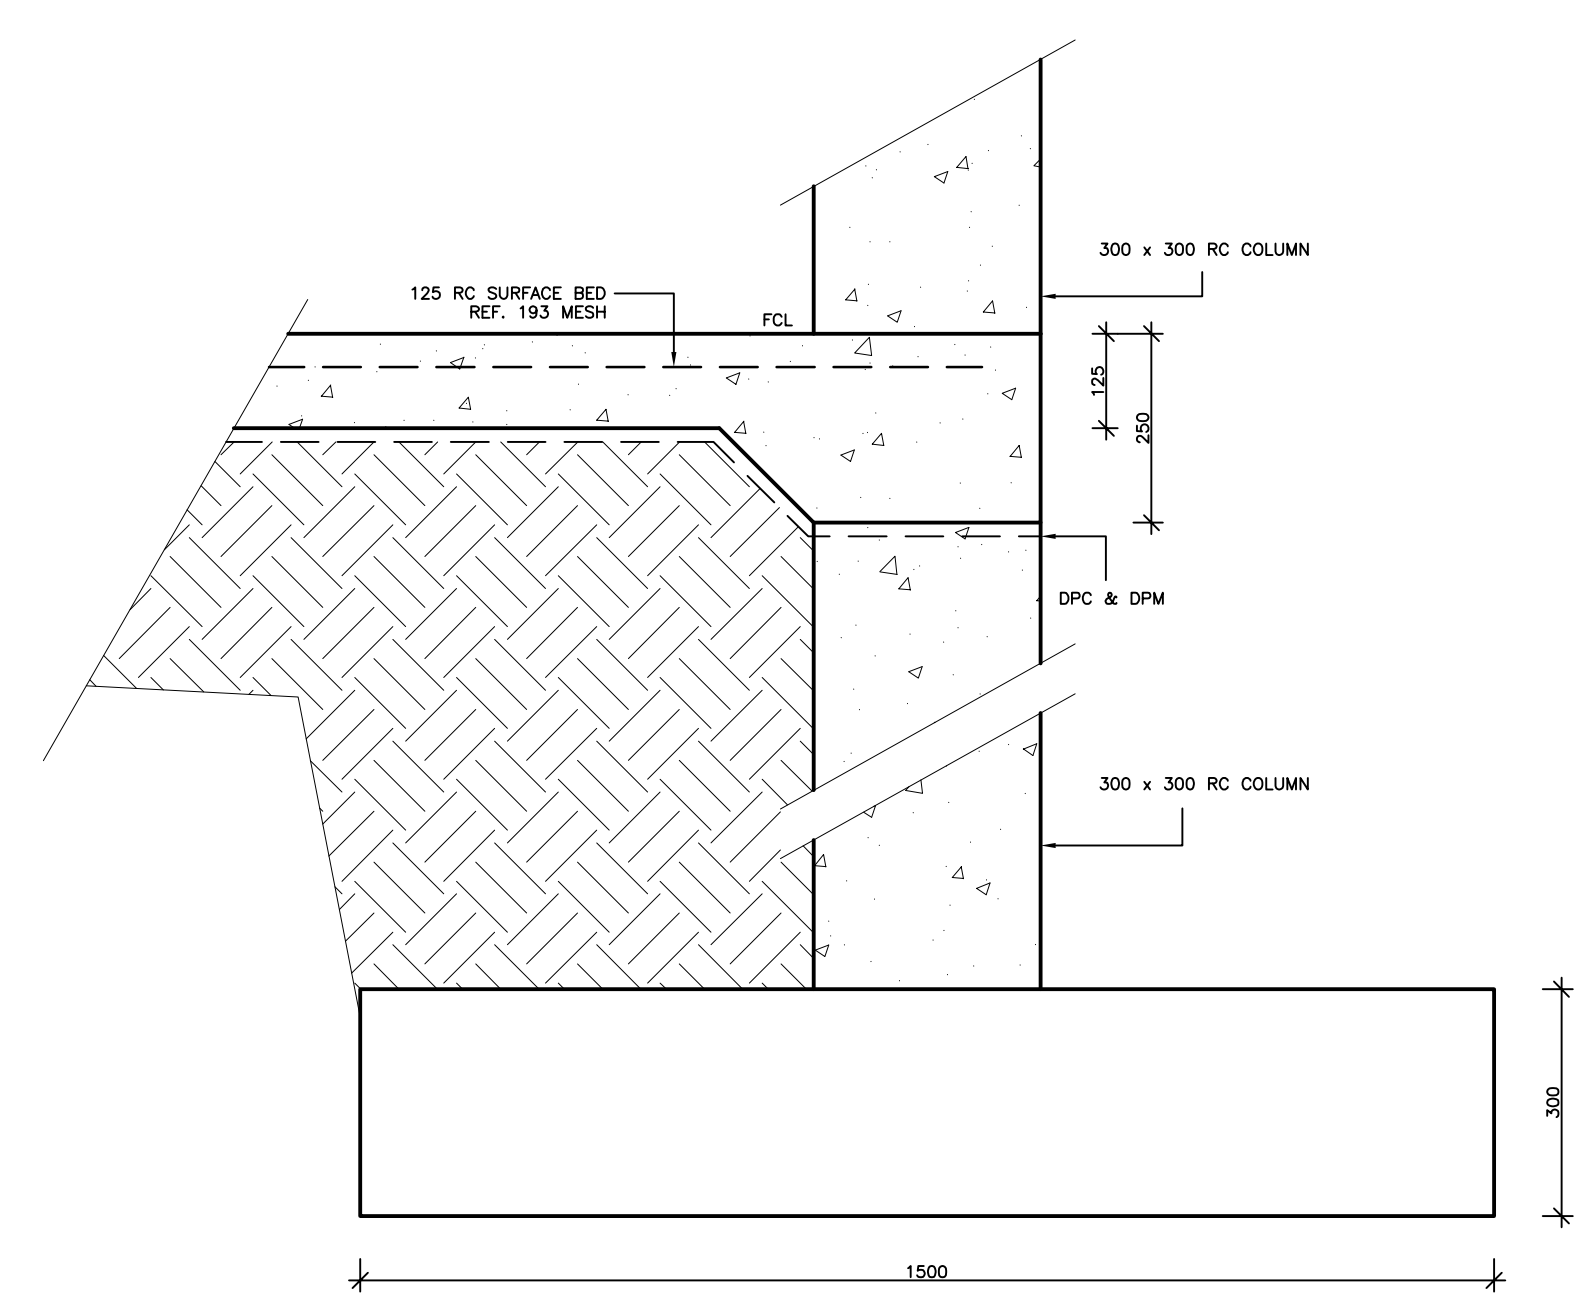 300 x 300 RC COLUMN
125 RC SURFACE BED
REF. 193 MESH
FCL
125
250
DPC & DPM
300 x 300 RC COLUMN
300
1500